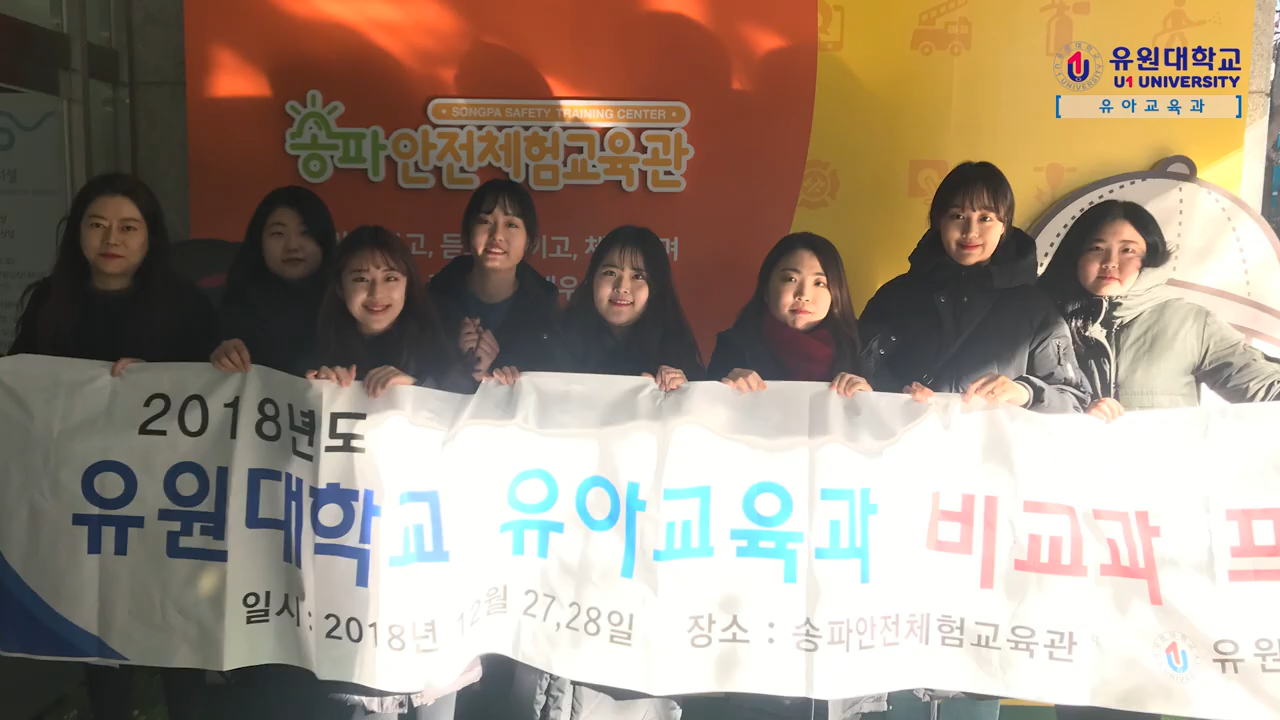 유원대학교
U1 UNIVERSITY
유아교육과
SONGPA SAFETY TRAINING CENTER
송파안전체험교육관
2018년도
유원대학교 유아교육과 비교과 프
일시 : 2018년 12월 27,28일 장소 : 송파안전체험교육관
유원